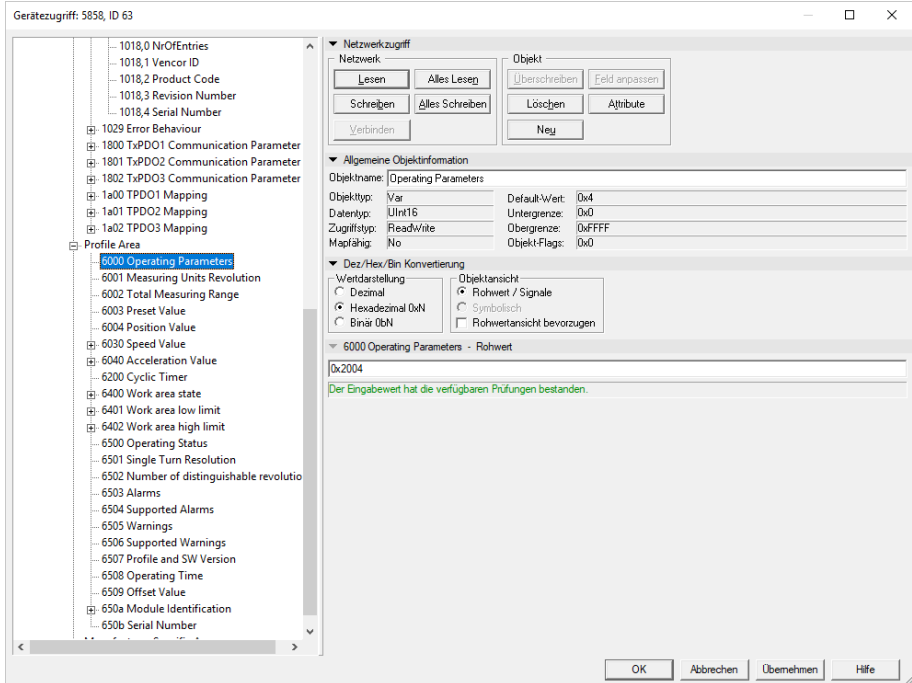 Gerätezugriff: 5858, ID 63
1018,0 NrOfEntries
1018,1 Vencor ID
1018,2 Product Code
1018,3 Revision Number
1018,4 Serial Number
1029 Error Behaviour
1800 TxPDO1 Communication Parameter
1801 TxPDO2 Communication Parameter
1802 TxPDO3 Communication Parameter
1a00 TPDO1 Mapping
1a01 TPDO2 Mapping
1a02 TPDO3 Mapping
Profile Area
6000 Operating Parameters
6001 Measuring Units Revolution
6002 Total Measuring Range
6003 Preset Value
6004 Position Value
6030 Speed Value
6040 Acceleration Value
6200 Cyclic Timer
6400 Work area state
6401 Work area low limit
6402 Work area high limit
6500 Operating Status
6501 Single Turn Resolution
6502 Number of distinguishable revolutio
6503 Alarms
6504 Supported Alarms
6505 Warnings
6506 Supported Warnings
6507 Profile and SW Version
6508 Operating Time
6509 Offset Value
650a Module Identification
650b Serial Number
Netzwerkzugriff
Netzwerk
Lesen Alles Lesen
Schreiben Alles Schreiben
Verbinden
Objekt
Überschreiben Feld anpassen
Löschen Attribute
Neu
Allgemeine Objektinformation
Objektname: Operating Parameters
Objekttyp: Var Default-Wert: 0x4
Datentyp: UInt16 Untergrenze: 0x0
Zugriffstyp: ReadWrite Obergrenze: 0xFFFF
Mapfähig: No Objekt-Flags: 0x0
Dez/Hex/Bin Konvertierung
Wertdarstellung
Dezimal
Hexadezimal 0xN
Binär 0bN
Objektansicht
Rohwert / Signale
Symbolisch
Rohwertansicht bevorzugen
6000 Operating Parameters - Rohwert
0x2004
Der Eingabewert hat die verfügbaren Prüfungen bestanden.
OK Abbrechen Übernehmen Hilfe